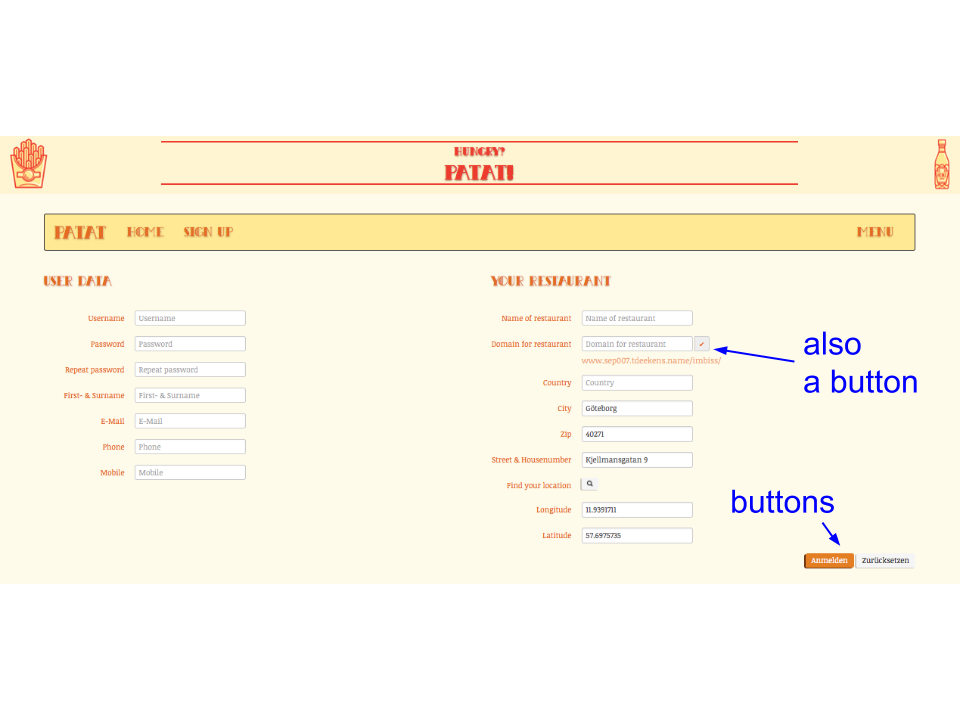 HUNGRY?
PATAT!
PATAT HOME SIGN UP MENU
USER DATA
Username Username
Password Password
Repeat password Repeat password
First- & Surname First- & Surname
E-Mail E-Mail
Phone Phone
Mobile Mobile
YOUR RESTAURANT
Name of restaurant Name of restaurant
Domain for restaurant Domain for restaurant
www.sep007.tdeekens.name/imbiss/
Country Country
City Göteborg
Zip 40271
Street & Housenumber Kjellmansgatan 9
Find your location
Longitude 11.9391711
Latitude 57.6975735
also
a button
buttons
Anmelden Zurücksetzen